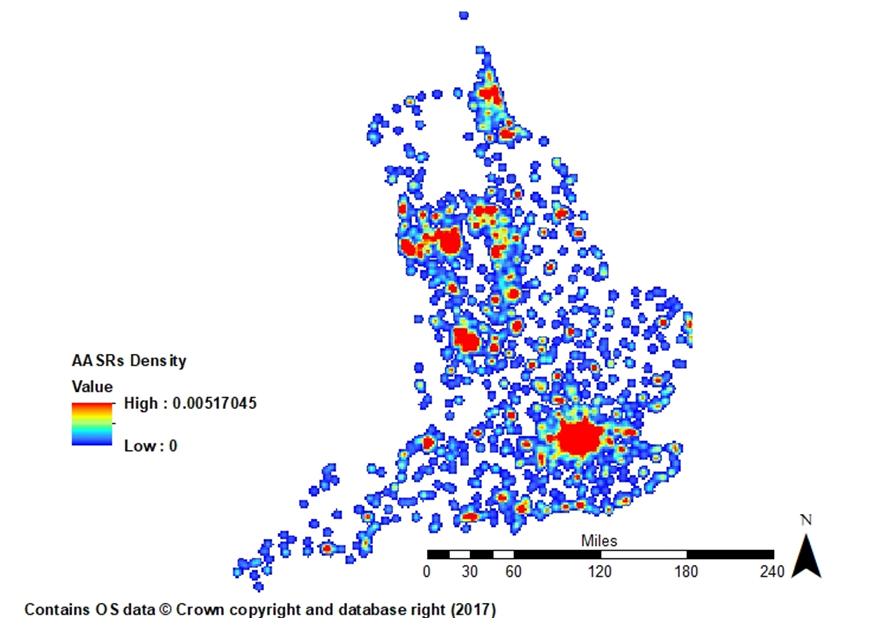 N
AASRs Density
Value
High : 0.00517045
Low : 0
Miles
0 30 60 120 180 240
Contains OS data © Crown copyright and database right (2017)